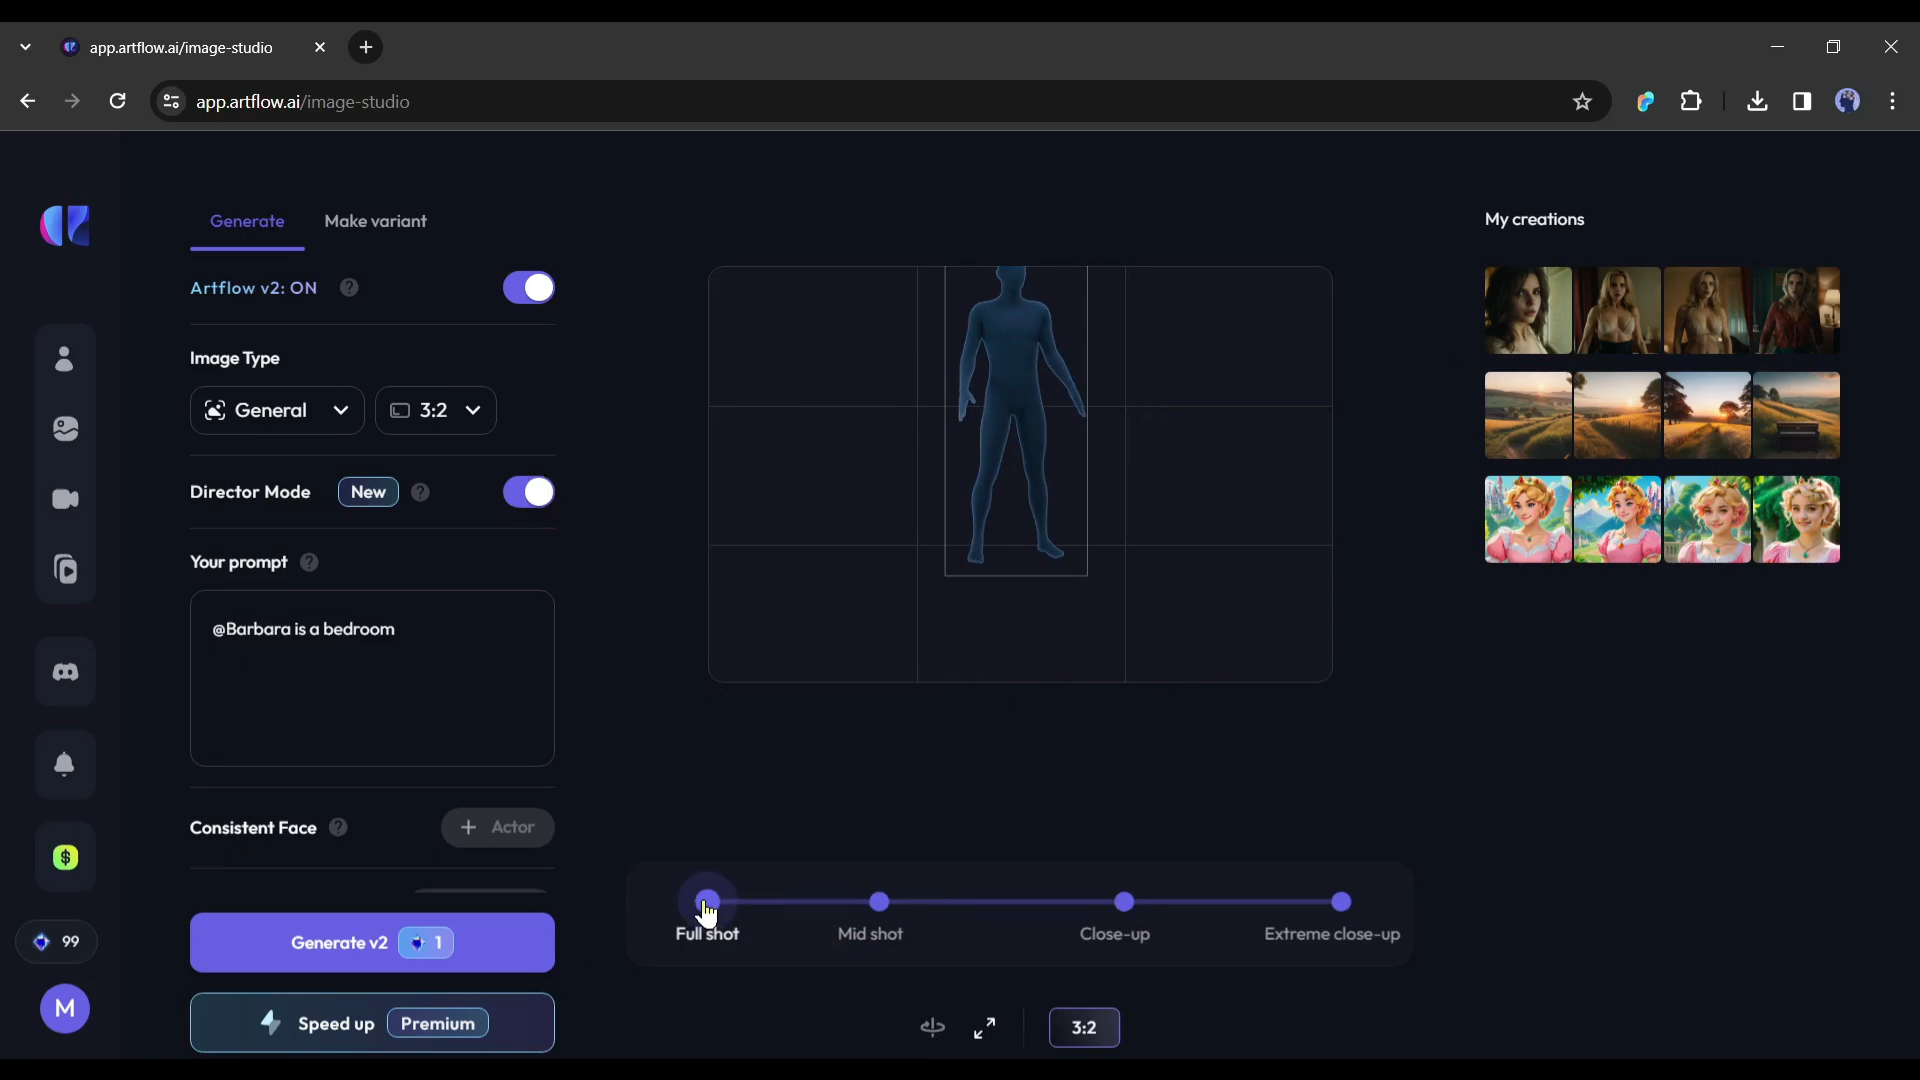 app.artflow.ai/image-studio
app.artflow.ai/image-studio
Generate
Make variant
My creations
Artflow v2: ON
?
Image Type
General
3:2
Director Mode
New
?
Your prompt
?
@Barbara is a bedroom
Consistent Face
?
+ Actor
$
99
Generate v2
1
Full shot
Mid shot
Close-up
Extreme close-up
M
Speed up
Premium
3:2